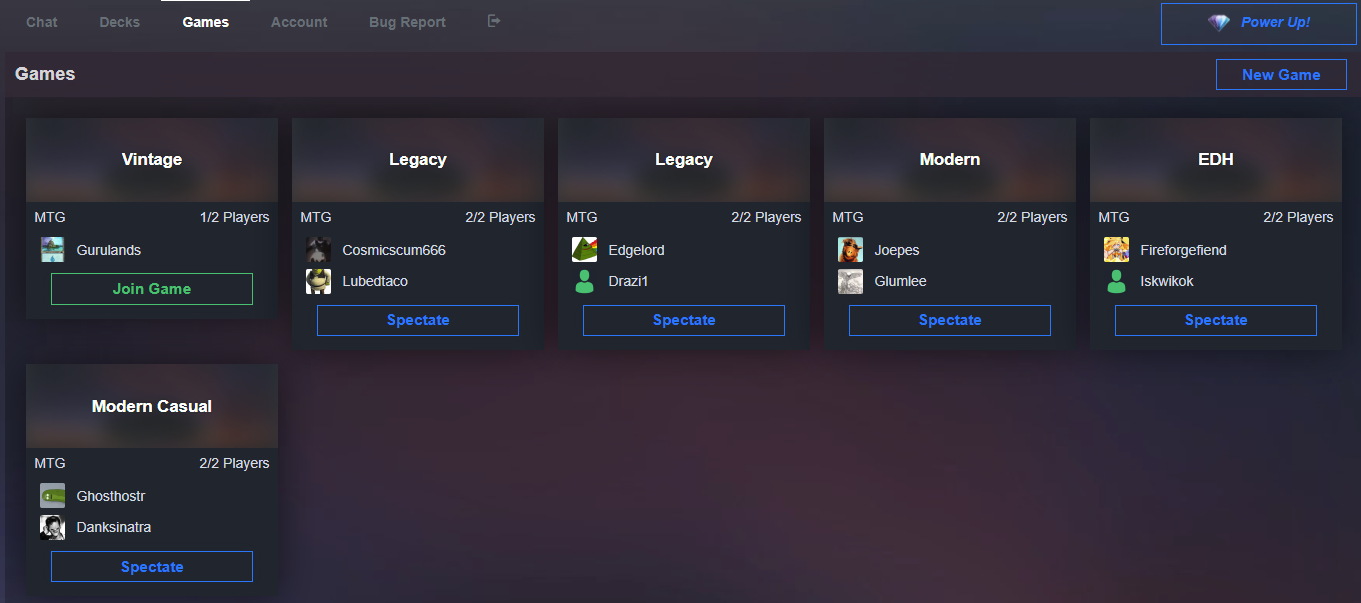 Chat Decks Games Account Bug Report Power Up!
Games New Game
Vintage
MTG 1/2 Players
Gurulands
Join Game
Legacy
MTG 2/2 Players
Cosmicscum666
Lubedtaco
Spectate
Legacy
MTG 2/2 Players
Edgelord
Drazi1
Spectate
Modern
MTG 2/2 Players
Joepes
Glumlee
Spectate
EDH
MTG 2/2 Players
Fireforgefiend
Iskwikok
Spectate
Modern Casual
MTG 2/2 Players
Ghosthostr
Danksinatra
Spectate